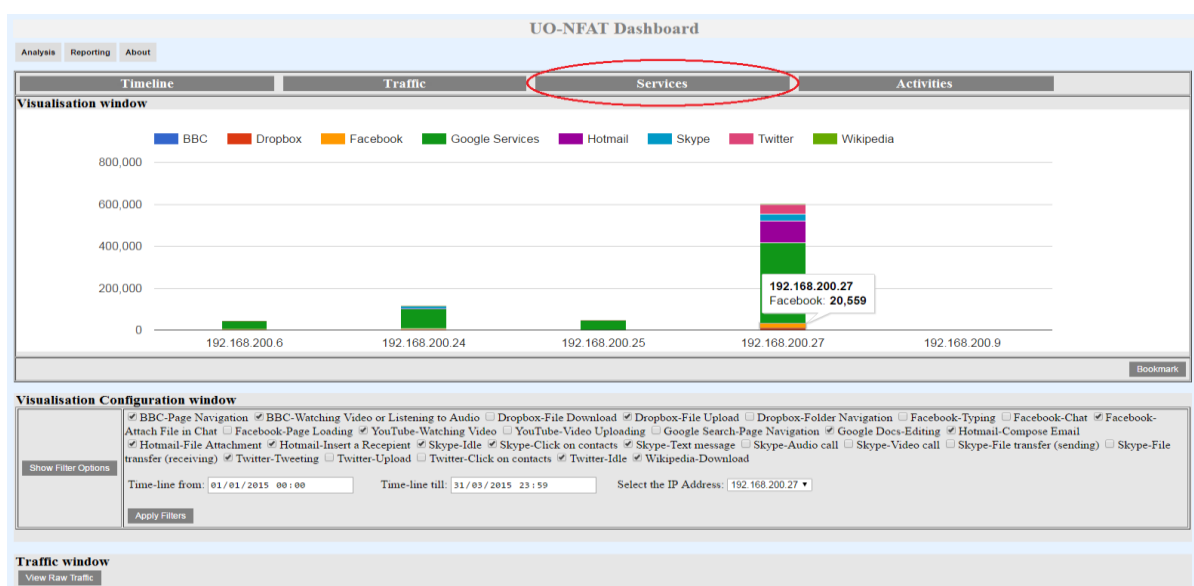 UO-NFAT Dashboard
Analysis Reporting About
Timeline Traffic Services Activities
Visualisation window
BBC Dropbox Facebook Google Services Hotmail Skype Twitter Wikipedia
800,000
600,000
400,000
200,000
0
192.168.200.27
Facebook: 20,559
192.168.200.6 192.168.200.24 192.168.200.25 192.168.200.27 192.168.200.9
Bookmark
Visualisation Configuration window
Show Filter Options
BBC-Page Navigation BBC-Watching Video or Listening to Audio Dropbox-File Download Dropbox-File Upload Dropbox-Folder Navigation Facebook-Typing Facebook-Chat Facebook-
Attach File in Chat Facebook-Page Loading YouTube-Watching Video YouTube-Video Uploading Google Search-Page Navigation Google Docs-Editing Hotmail-Compose Email
Hotmail-File Attachment Hotmail-Insert a Recepient Skype-Idle Skype-Click on contacts Skype-Text message Skype-Audio call Skype-Video call Skype-File transfer (sending) Skype-File
transfer (receiving) Twitter-Tweeting Twitter-Upload Twitter-Click on contacts Twitter-Idle Wikipedia-Download
Time-line from: 01/01/2015 00:00 Time-line till: 31/03/2015 23:59 Select the IP Address: 192.168.200.27
Apply Filters
Traffic window
View Raw Traffic